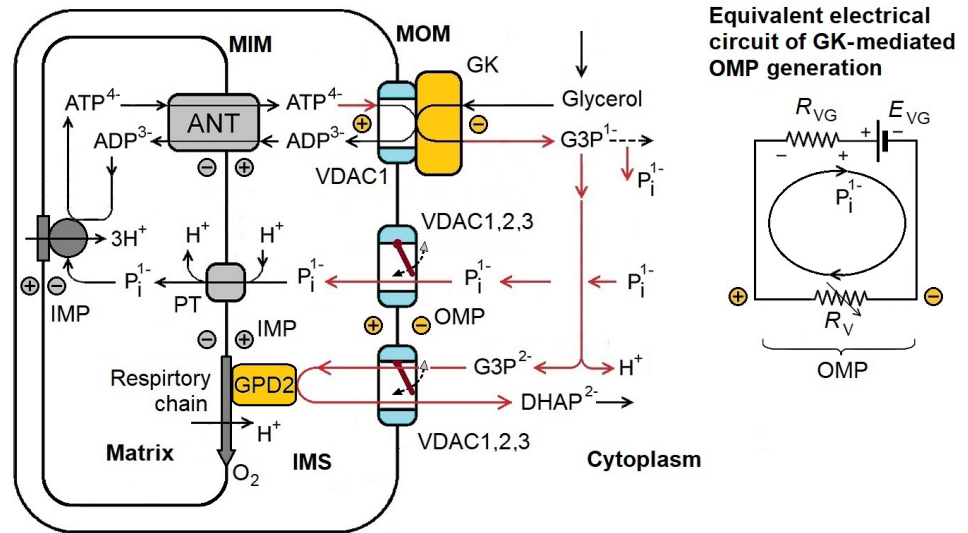 Equivalent electrical
circuit of GK-mediated
OMP generation
MIM
MOM
GK
ATP4-
ANT
ATP4-
Glycerol
ADP3-
ADP3-
G3P1-
VDAC1
Pi1-
VDAC1,2,3
3H+
H+
H+
Pi1-
PT
Pi1-
Pi1-
Pi1-
IMP
IMP
OMP
Respirtory
chain
GPD2
G3P2-
H+
DHAP2-
H+
VDAC1,2,3
Matrix
IMS
Cytoplasm
O2
RVG
EVG
+
−
−
+
Pi1-
RV
OMP